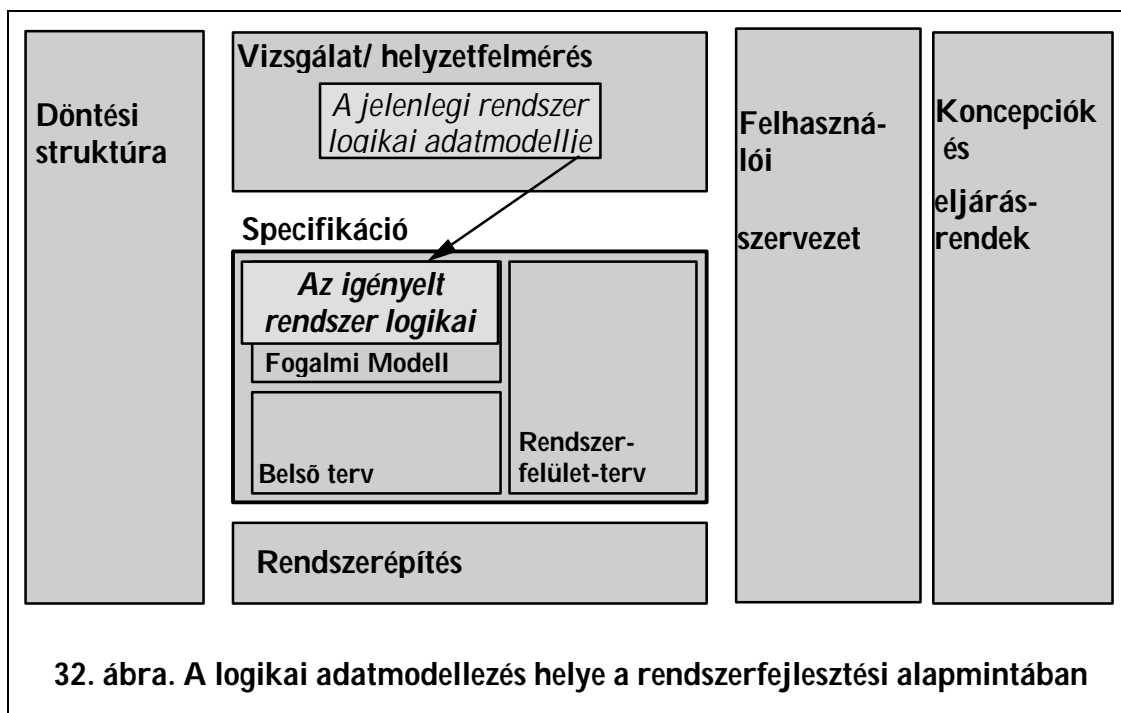 Döntési
struktúra
Vizsgálat/ helyzetfelmérés
A jelenlegi rendszer
logikai adatmodellje
Specifikáció
Az igényelt
rendszer logikai
Fogalmi Modell
Belsõ terv
Rendszer-
felület-terv
Rendszerépítés
Felhaszná-
lói
szervezet
Koncepciók
és
eljárás-
rendek
32. ábra. A logikai adatmodellezés helye a rendszerfejlesztési alapmintában